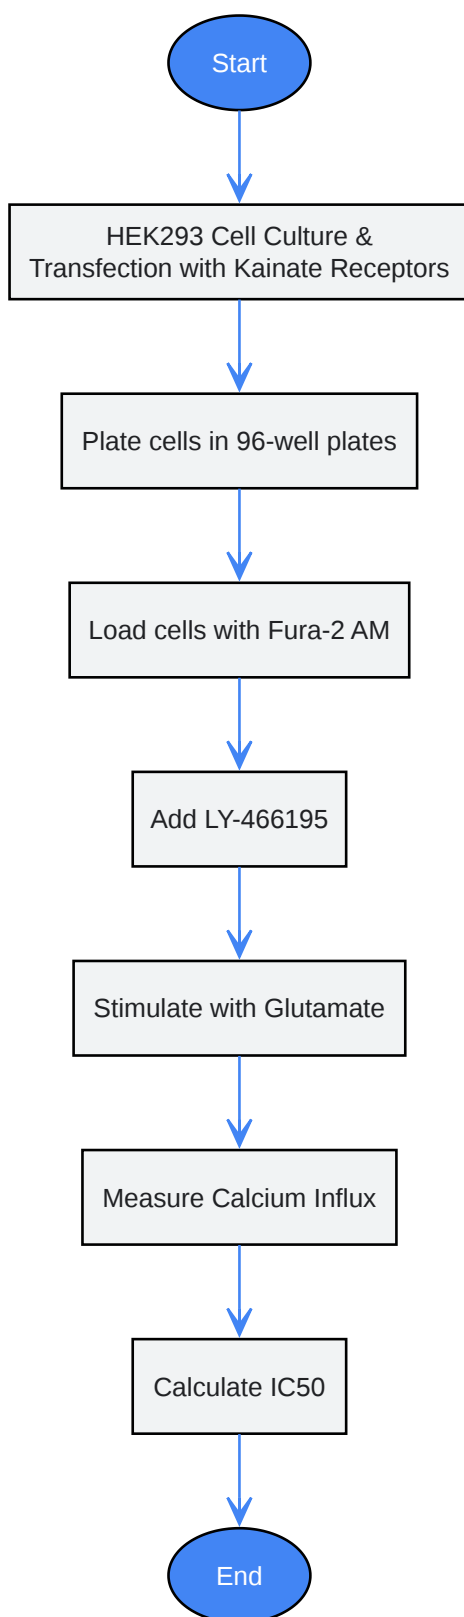 Start
HEK293 Cell Culture &
Transfection with Kainate Receptors
Plate cells in 96-well plates
Load cells with Fura-2 AM
Add LY-466195
Stimulate with Glutamate
Measure Calcium Influx
Calculate IC50
End